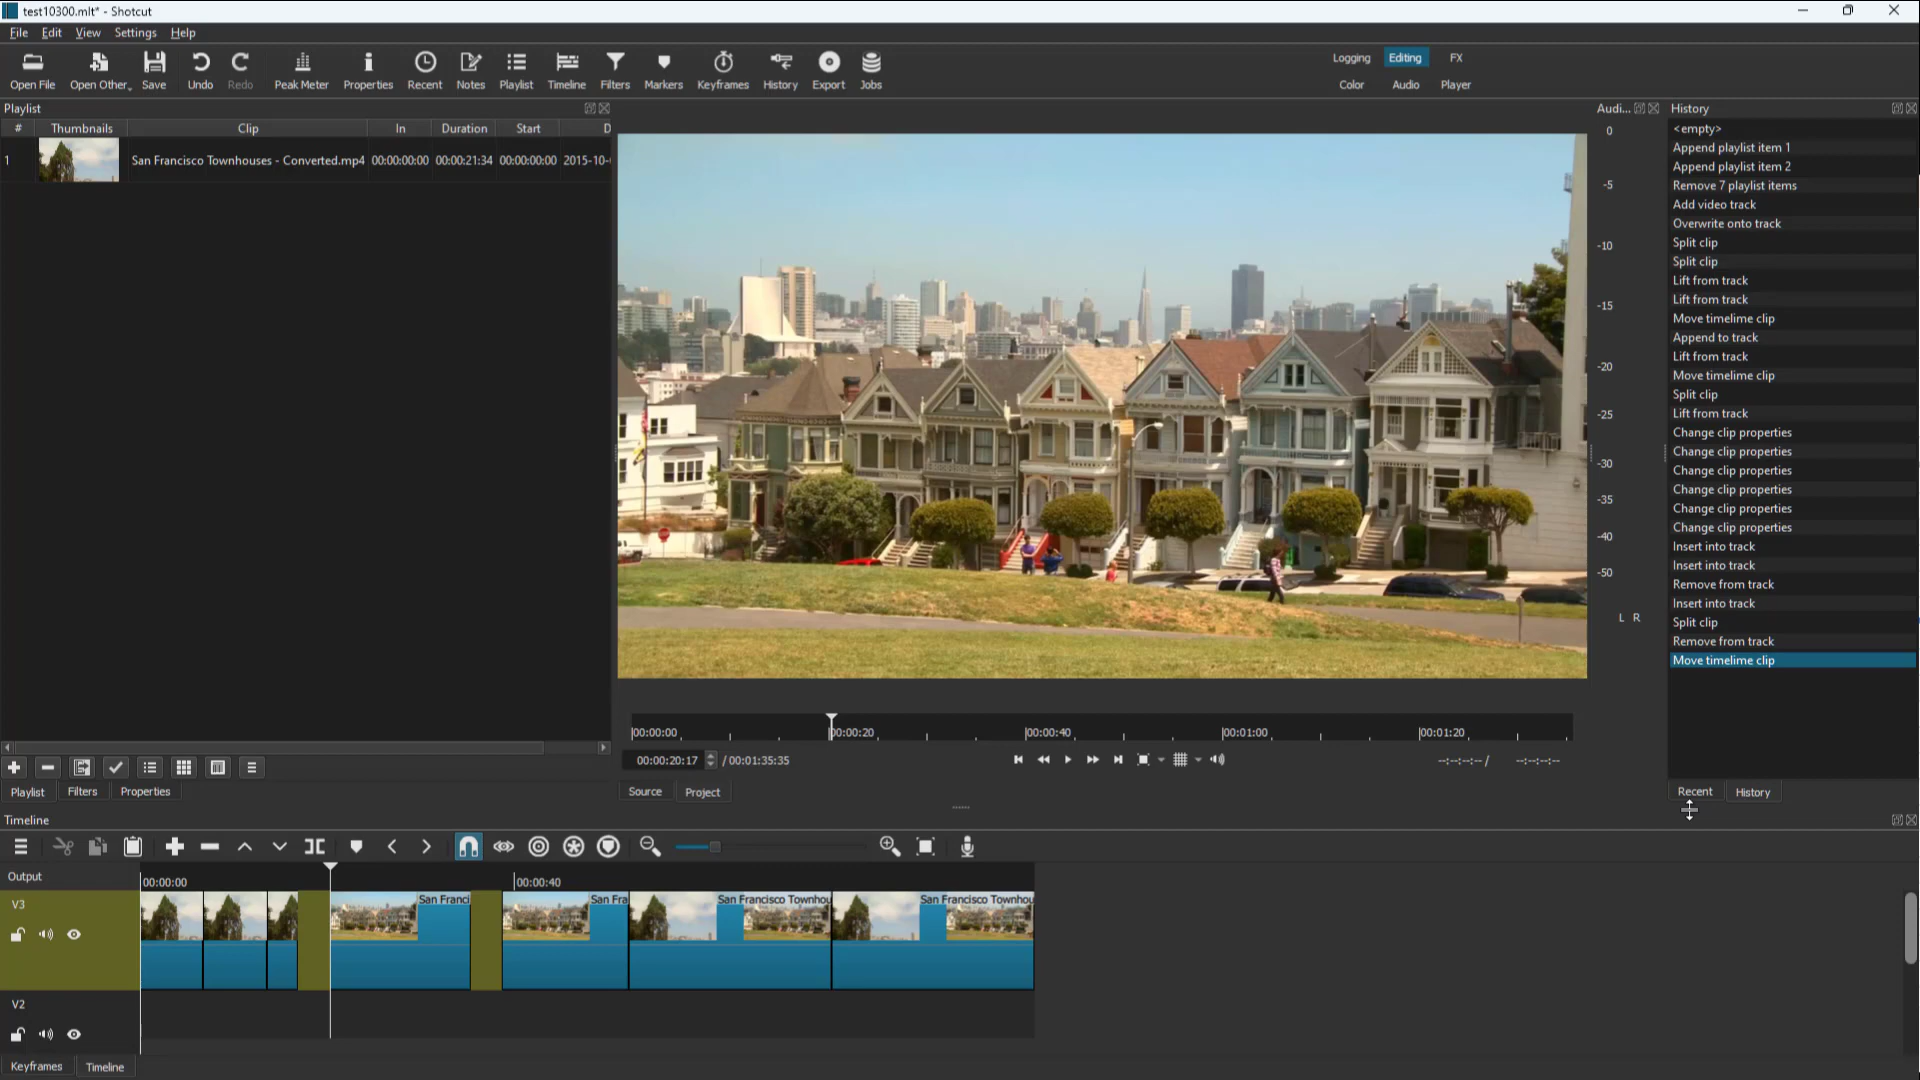 test10300.mlt* - Shotcut
File Edit View Settings Help
Open File Open Other... Save Undo Redo Peak Meter Properties Recent Notes Playlist Timeline Filters Markers Keyframes History Export Jobs
Logging Editing FX
Color Audio Player
Playlist
# Thumbnails Clip In Duration Start D
1 San Francisco Townhouses - Converted.mp4 00:00:00:00 00:00:21:34 00:00:00:00 2015-10-
Audi...
0
-5
-10
-15
-20
-25
-30
-35
-40
-50
L R
History
<empty>
Append playlist item 1
Append playlist item 2
Remove 7 playlist items
Add video track
Overwrite onto track
Split clip
Split clip
Lift from track
Lift from track
Move timelime clip
Append to track
Lift from track
Move timelime clip
Split clip
Lift from track
Change clip properties
Change clip properties
Change clip properties
Change clip properties
Change clip properties
Change clip properties
Insert into track
Insert into track
Remove from track
Insert into track
Split clip
Remove from track
Move timelime clip
00:00:00 00:00:20 00:00:40 00:01:00 00:01:20
00:00:20:17 / 00:01:35:35 --:--:--:-- / --:--:--:--
Playlist Filters Properties
Source Project
Recent History
Timeline
Output
00:00:00 00:00:40
V3
San Franci San Fra San Francisco Townhou San Francisco Townhou
V2
Keyframes Timeline